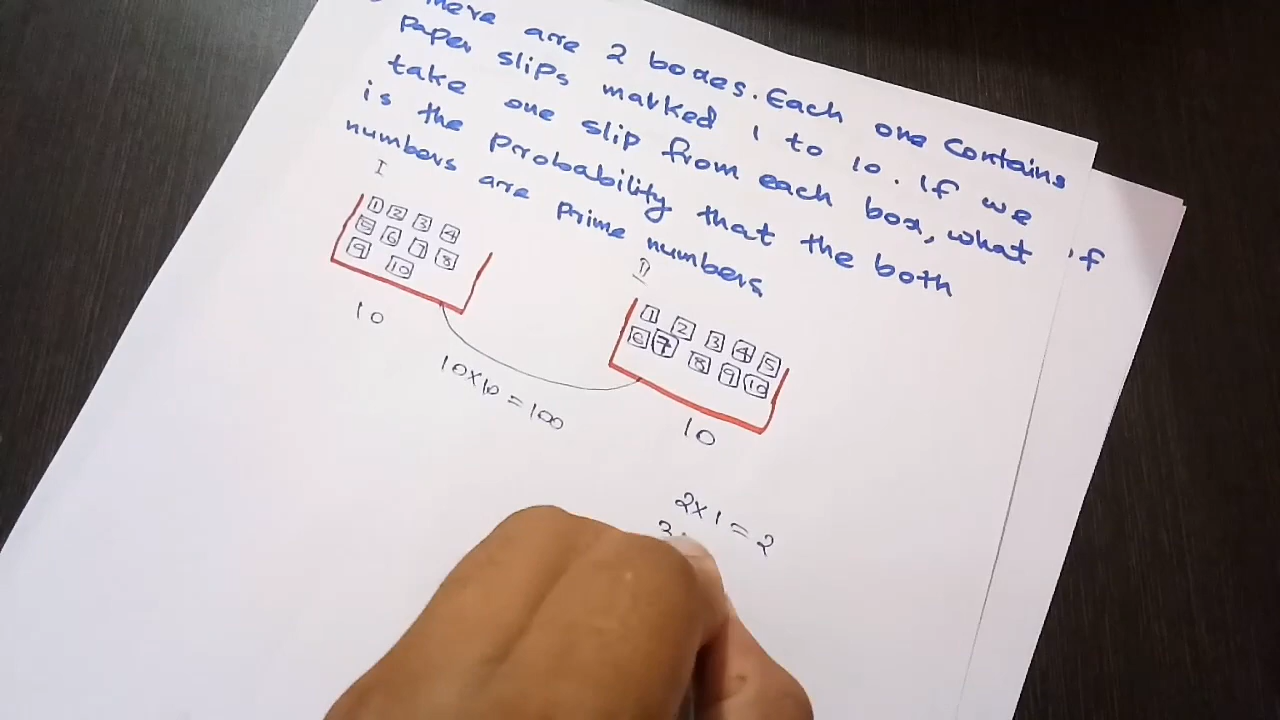 There are 2 boxes. Each one contains
paper slips marked 1 to 10. If we
take one slip from each box, what if
is the probability that the both
numbers are prime numbers
I
1 2 3 4
5 6 7 8
9 10
10
II
1 2 3 4 5
6 7 8 9 10
10
10×10=100
2×1=2
3